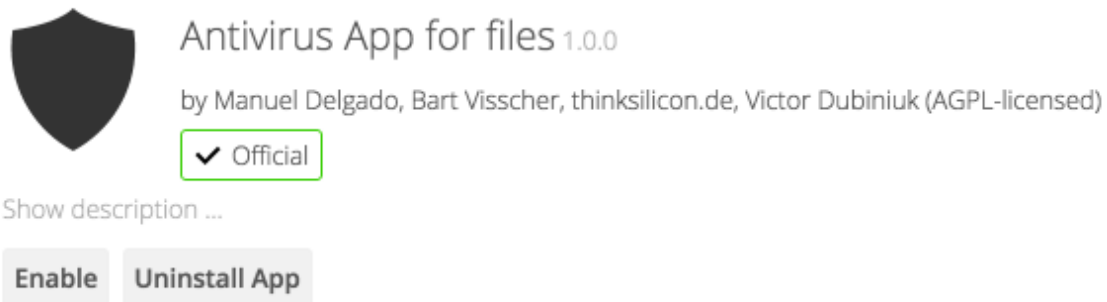 Antivirus App for files 1.0.0
by Manuel Delgado, Bart Visscher, thinksilicon.de, Victor Dubiniuk (AGPL-licensed)
Official
Show description ...
Enable Uninstall App